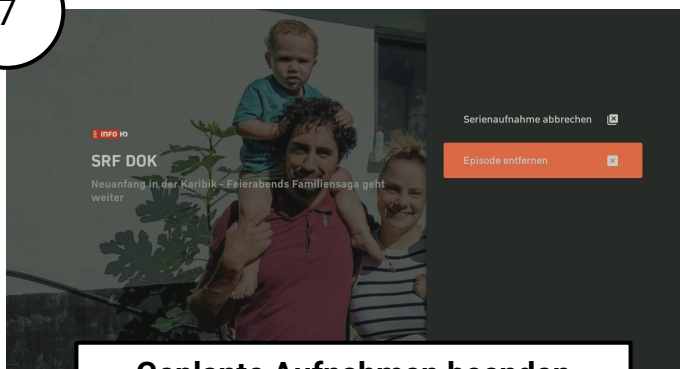 7
INFO HD
Serienaufnahme abbrechen
SRF DOK
Episode entfernen
Neuanfang in der Karibik - Feierabends Familiensaga geht
weiter
Geplante Aufnahmen beenden